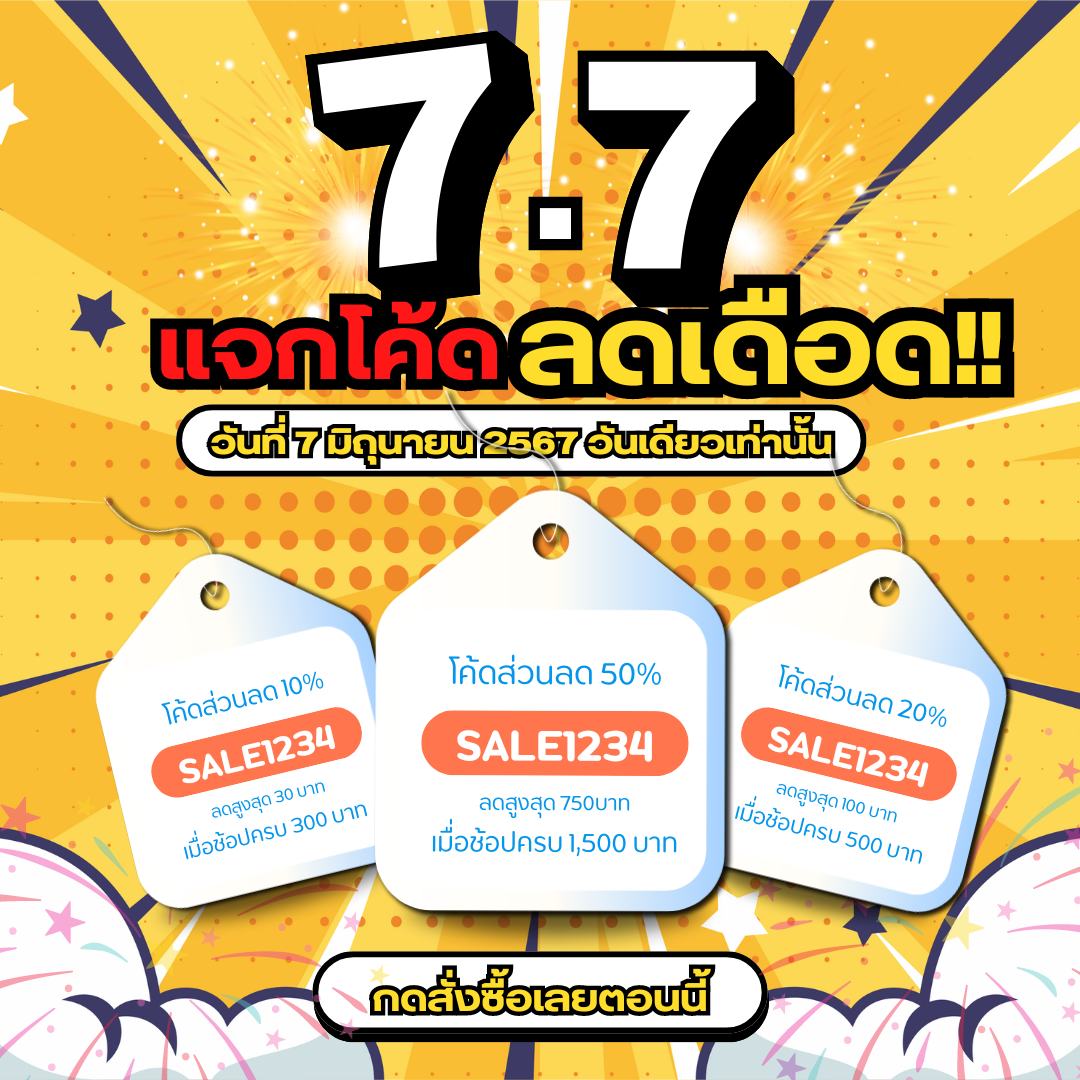 7.7
แจกโค้ด ลดเดือด!!
วันที่ 7 มิถุนายน 2567 วันเดียวเท่านั้น
โค้ดส่วนลด 10%
SALE1234
ลดสูงสุด 30 บาท
เมื่อช้อปครบ 300 บาท
โค้ดส่วนลด 50%
SALE1234
ลดสูงสุด 750บาท
เมื่อช้อปครบ 1,500 บาท
โค้ดส่วนลด 20%
SALE1234
ลดสูงสุด 100 บาท
เมื่อช้อปครบ 500 บาท
กดสั่งซื้อเลยตอนนี้